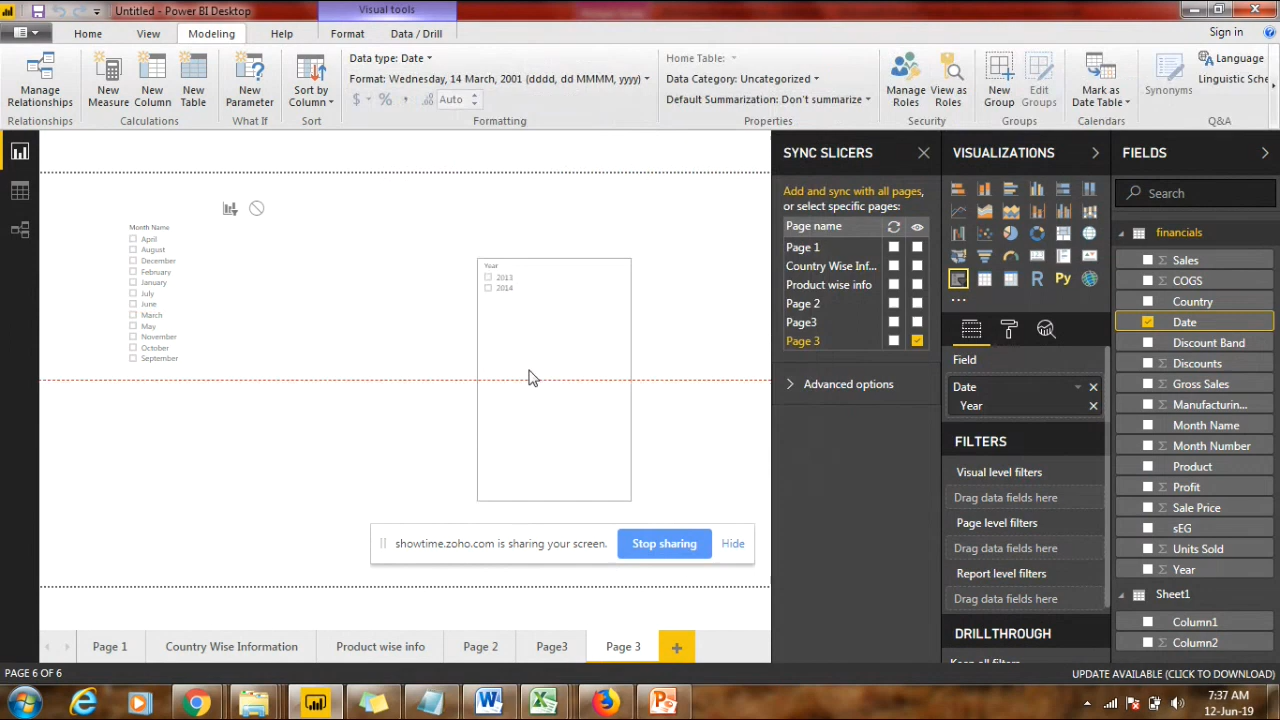 Untitled - Power BI Desktop
Visual tools
Home
View
Modeling
Help
Format
Data / Drill
Sign in
Manage
Relationships
Relationships
New
Measure
New
Column
New
Table
Calculations
New
Parameter
What If
Sort by
Column
Sort
Data type: Date
Format: Wednesday, 14 March, 2001 (dddd, dd MMMM, yyyy)
$ % , .00 Auto
Formatting
Home Table:
Data Category: Uncategorized
Default Summarization: Don't summarize
Properties
Manage
Roles
View as
Roles
Security
New
Group
Edit
Groups
Groups
Mark as
Date Table
Calendars
Synonyms
Language
Linguistic Sche
Q&A
Month Name
April
August
December
February
January
July
June
March
May
November
October
September
Year
2013
2014
showtime.zoho.com is sharing your screen.
Stop sharing
Hide
SYNC SLICERS
Add and sync with all pages,
or select specific pages:
Page name
Page 1
Country Wise Inf...
Product wise info
Page 2
Page3
Page 3
Advanced options
VISUALIZATIONS
R
Py
...
Field
Date
Year
FILTERS
Visual level filters
Drag data fields here
Page level filters
Drag data fields here
Report level filters
Drag data fields here
DRILLTHROUGH
FIELDS
Search
financials
Sales
COGS
Country
Date
Discount Band
Discounts
Gross Sales
Manufacturin...
Month Name
Month Number
Product
Profit
Sale Price
sEG
Units Sold
Year
Sheet1
Column1
Column2
Page 1
Country Wise Information
Product wise info
Page 2
Page3
Page 3
PAGE 6 OF 6
UPDATE AVAILABLE (CLICK TO DOWNLOAD)
7:37 AM
12-Jun-19